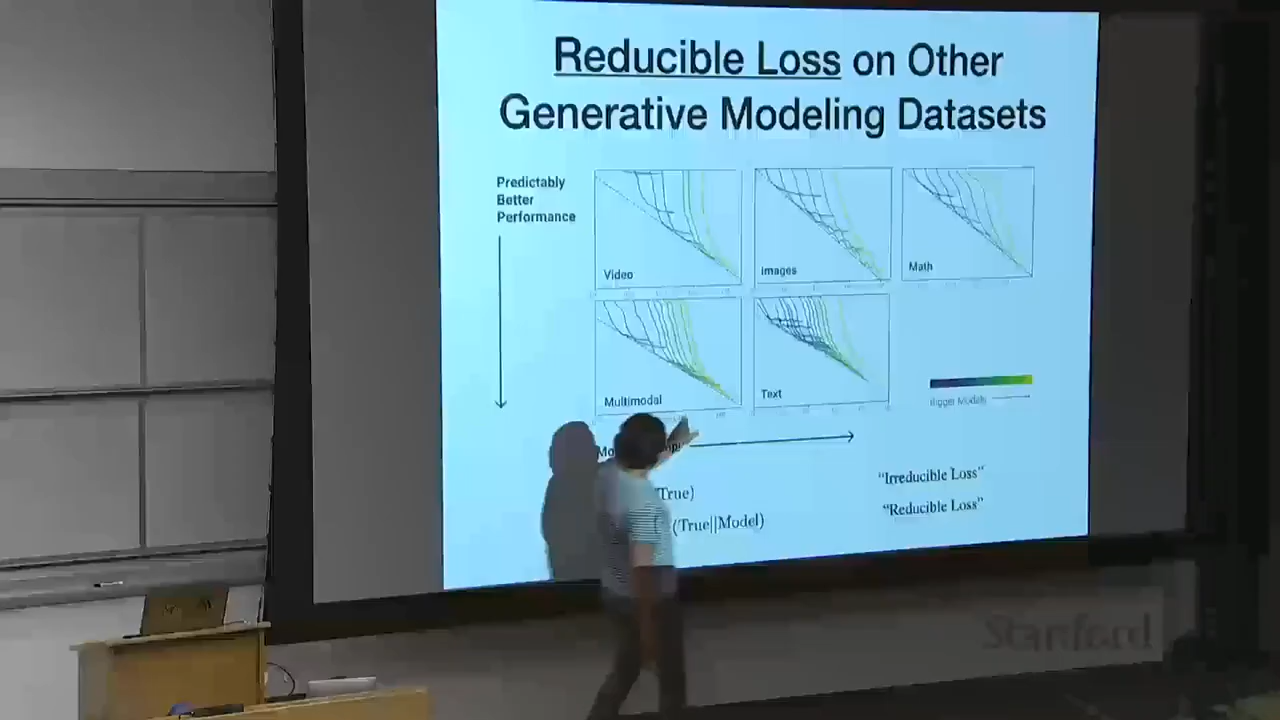 Reducible Loss on Other
Generative Modeling Datasets
Predictably
Better
Performance
Video
Images
Math
Multimodal
Text
Bigger Models
"Irreducible Loss"
True)
"Reducible Loss"
(True||Model)
Stanford